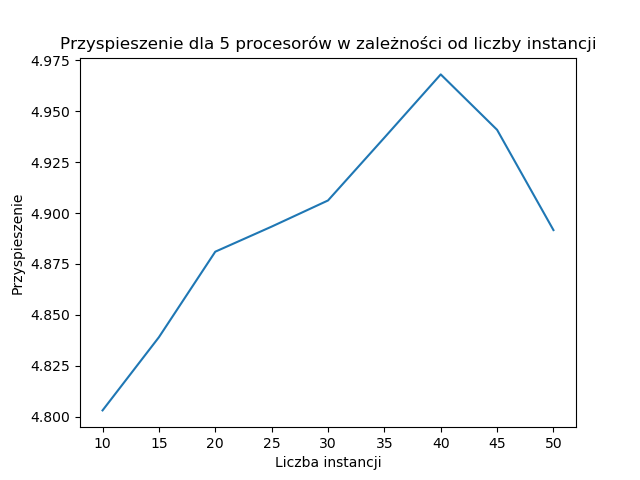 Przyspieszenie dla 5 procesorów w zależności od liczby instancji
4.975
4.950
4.925
4.900
4.875
4.850
4.825
4.800
Przyspieszenie
10 15 20 25 30 35 40 45 50
Liczba instancji